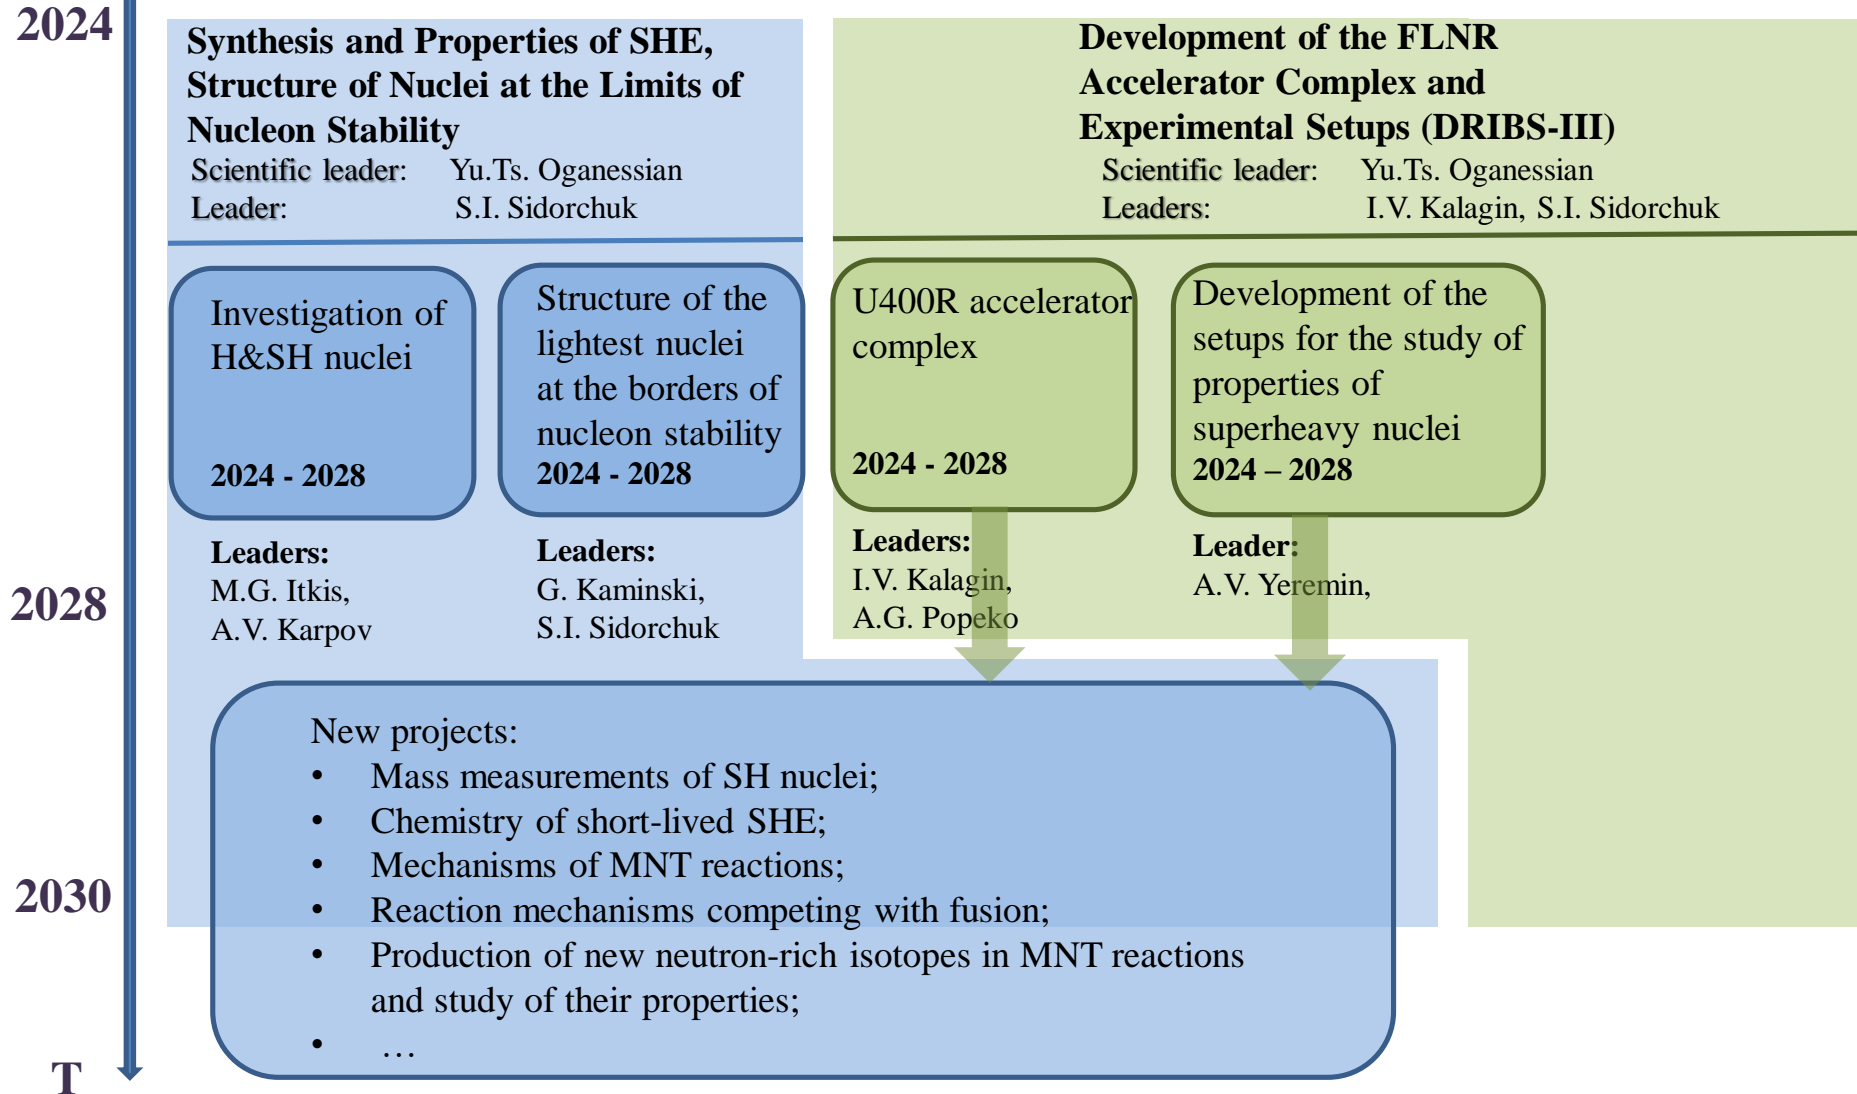 2024
Synthesis and Properties of SHE,
Structure of Nuclei at the Limits of
Nucleon Stability
Scientific leader: Yu.Ts. Oganessian
Leader: S.I. Sidorchuk
Development of the FLNR
Accelerator Complex and
Experimental Setups (DRIBS-III)
Scientific leader: Yu.Ts. Oganessian
Leaders: I.V. Kalagin, S.I. Sidorchuk
Investigation of
H&SH nuclei
2024 - 2028
Structure of the
lightest nuclei
at the borders of
nucleon stability
2024 - 2028
U400R accelerator
complex
2024 - 2028
Development of the
setups for the study of
properties of
superheavy nuclei
2024 – 2028
Leaders:
M.G. Itkis,
A.V. Karpov
Leaders:
G. Kaminski,
S.I. Sidorchuk
Leaders:
I.V. Kalagin,
A.G. Popeko
Leader:
A.V. Yeremin,
2028
New projects:
• Mass measurements of SH nuclei;
• Chemistry of short-lived SHE;
• Mechanisms of MNT reactions;
• Reaction mechanisms competing with fusion;
• Production of new neutron-rich isotopes in MNT reactions
and study of their properties;
• …
2030
T